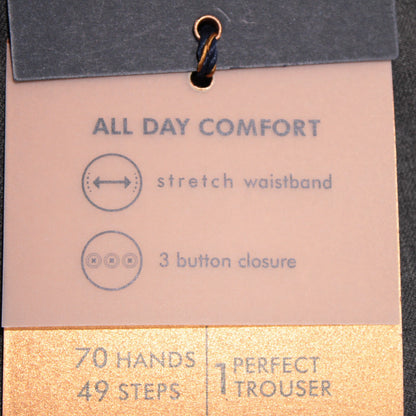 ALL DAY COMFORT
stretch waistband
3 button closure
70 HANDS
49 STEPS
1 PERFECT
TROUSER